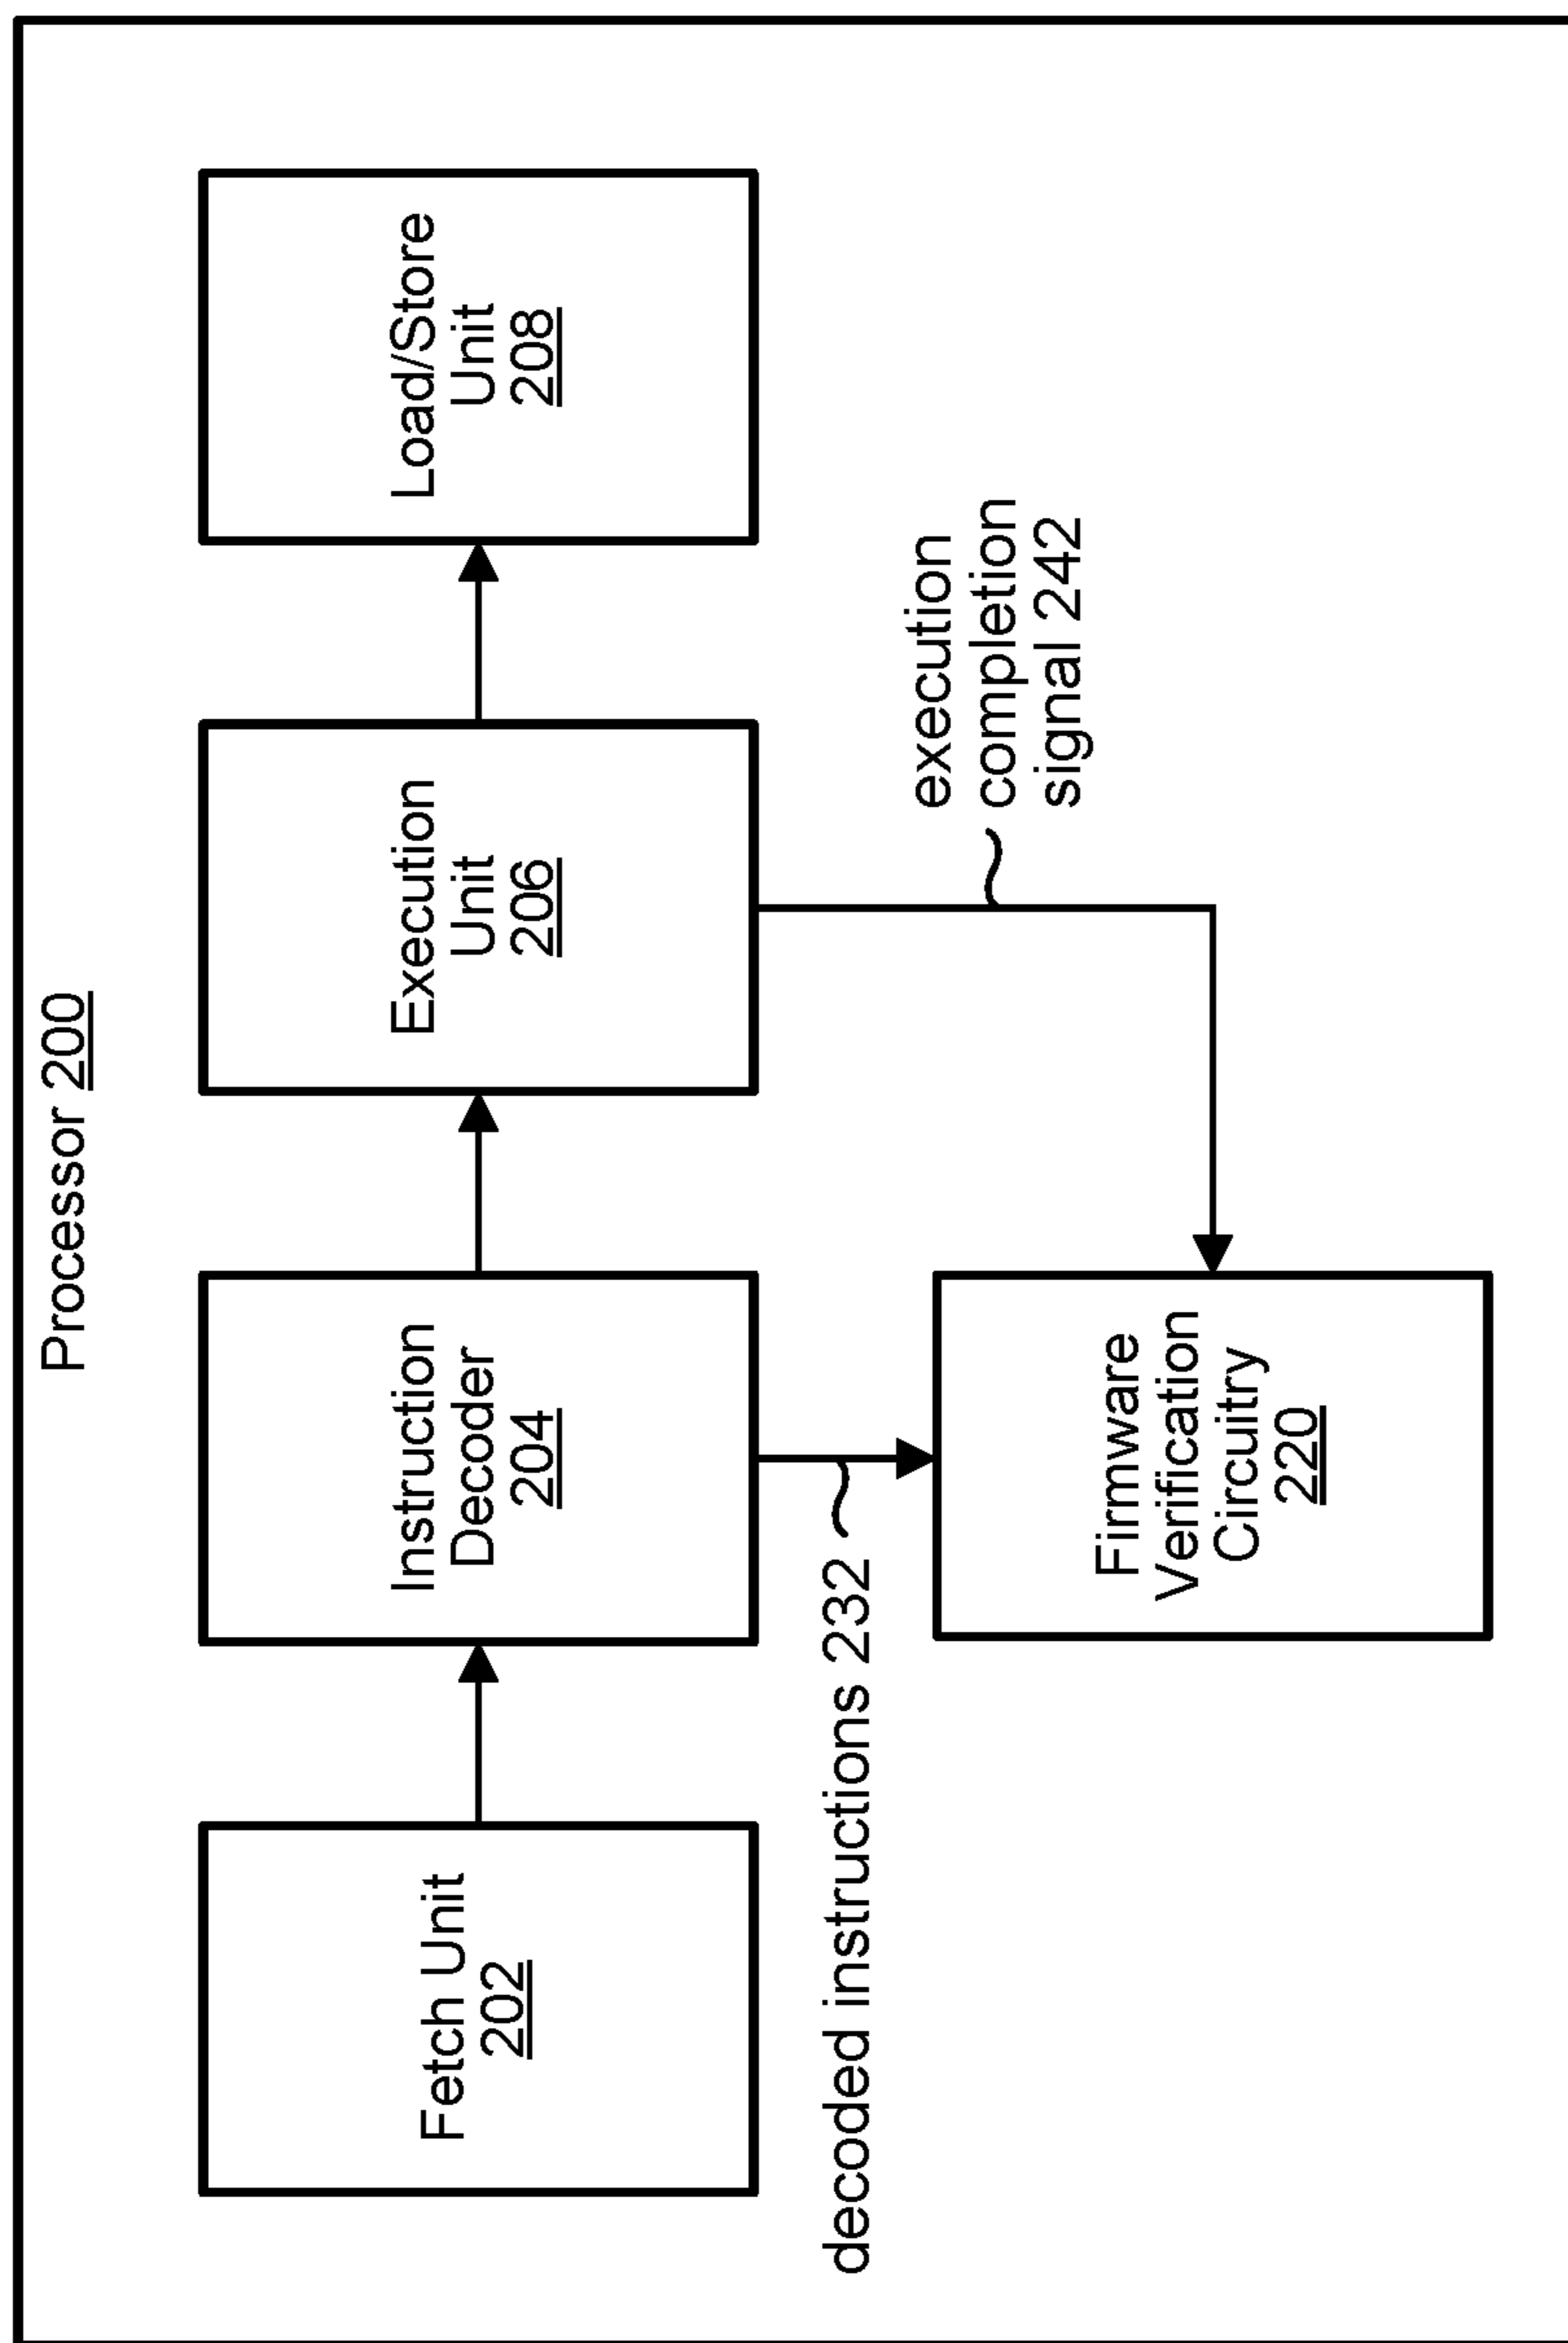 Processor 200
Fetch Unit
202
Instruction
Decoder
204
Execution
Unit
206
Load/Store
Unit
208
decoded instructions 232
execution
completion
signal 242
Firmware
Verification
Circuitry
220